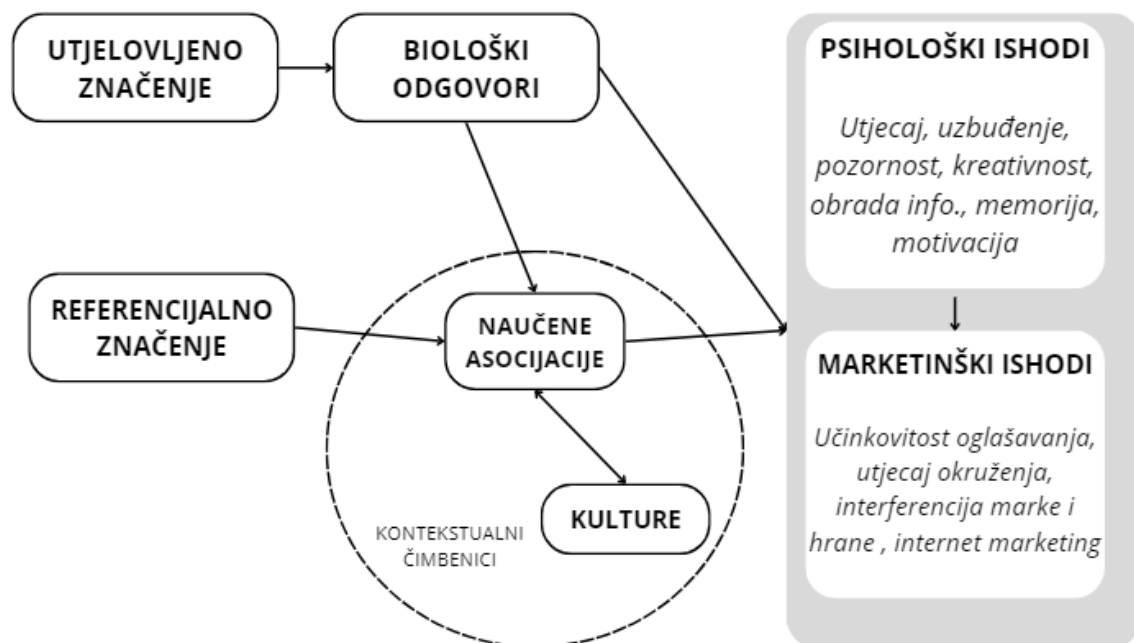 UTJELOVLJENO
ZNAČENJE
BIOLOŠKI
ODGOVORI
REFERENCIJALNO
ZNAČENJE
NAUČENE
ASOCIJACIJE
KULTURE
KONTEKSTUALNI
ČIMBENICI
PSIHOLOŠKI ISHODI
Utjecaj, uzbuđenje,
pozornost, kreativnost,
obrada info., memorija,
motivacija
MARKETINŠKI ISHODI
Učinkovitost oglašavanja,
utjecaj okruženja,
interferencija marke i
hrane , internet marketing